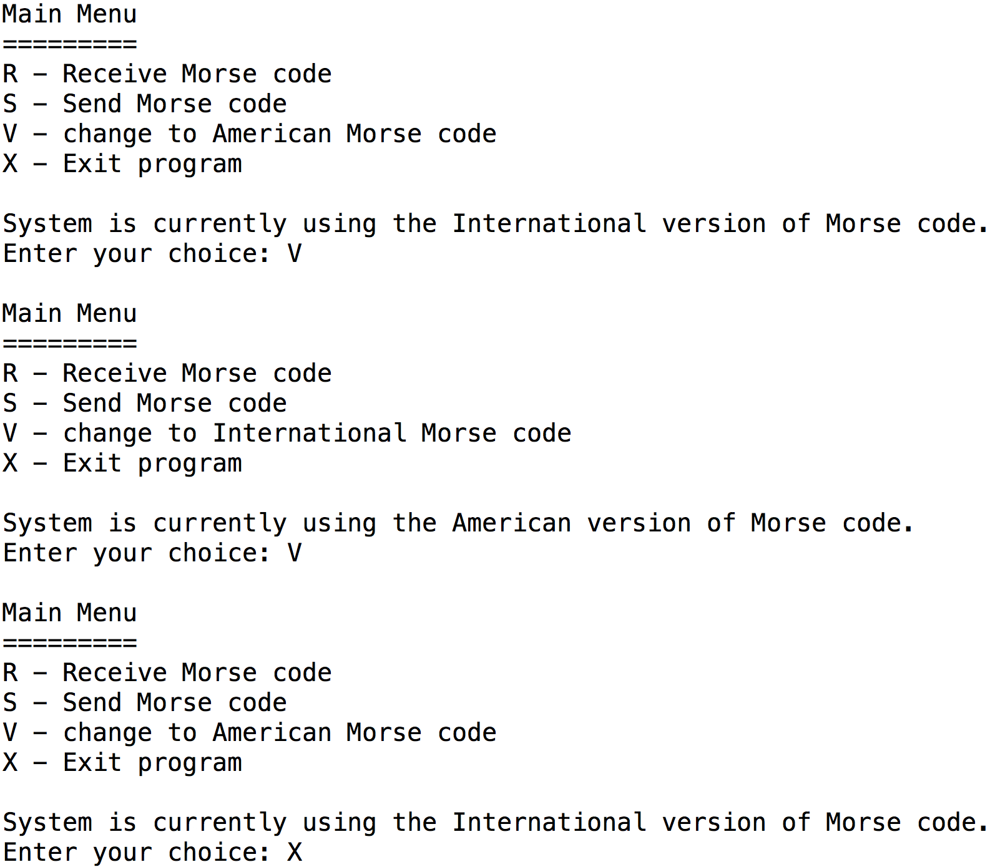 Main Menu
=========
R – Receive Morse code
S – Send Morse code
V – change to American Morse code
X – Exit program
System is currently using the International version of Morse code.
Enter your choice: V
Main Menu
=========
R – Receive Morse code
S – Send Morse code
V – change to International Morse code
X – Exit program
System is currently using the American version of Morse code.
Enter your choice: V
Main Menu
=========
R – Receive Morse code
S – Send Morse code
V – change to American Morse code
X – Exit program
System is currently using the International version of Morse code.
Enter your choice: X